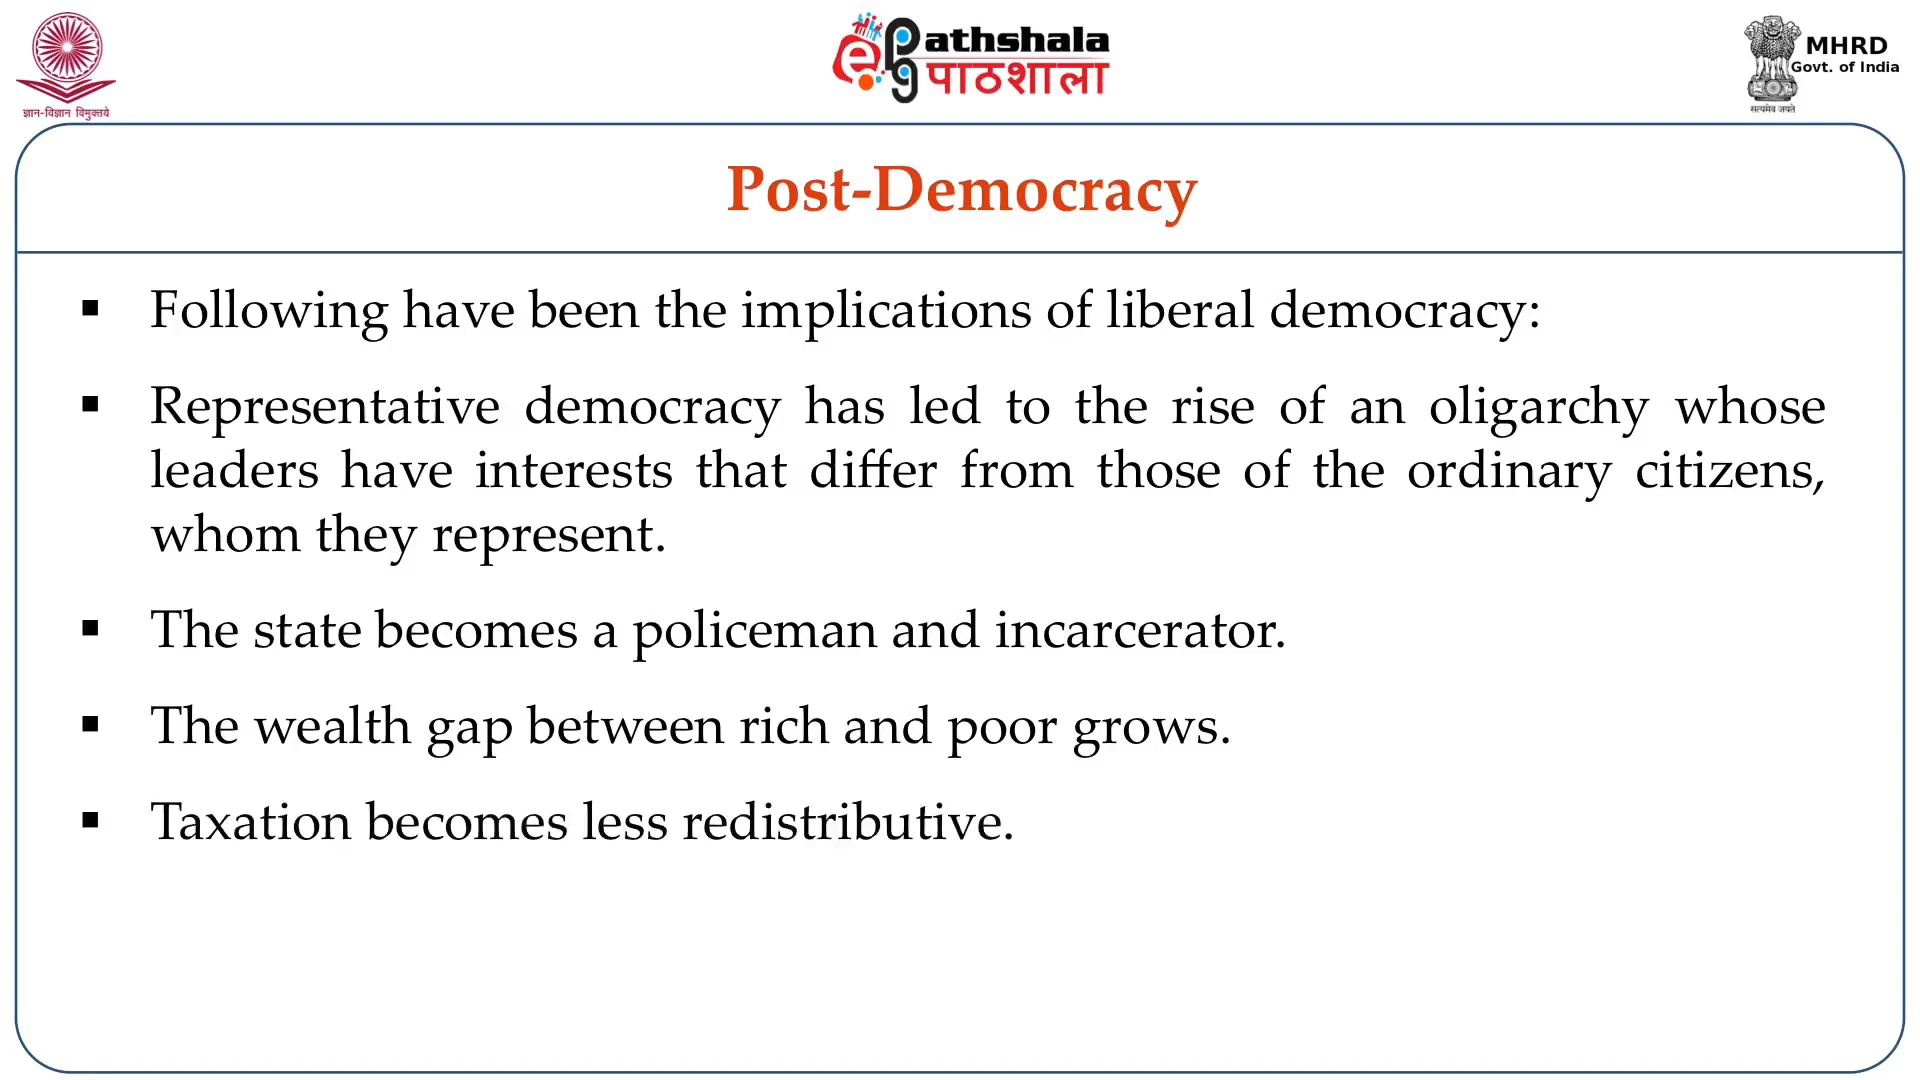 ज्ञान-विज्ञान विमुक्तये
e Pathshala
पाठशाला
MHRD
Govt. of India
सत्यमेव जयते
Post-Democracy
▪ Following have been the implications of liberal democracy:
▪ Representative democracy has led to the rise of an oligarchy whose
leaders have interests that differ from those of the ordinary citizens,
whom they represent.
▪ The state becomes a policeman and incarcerator.
▪ The wealth gap between rich and poor grows.
▪ Taxation becomes less redistributive.